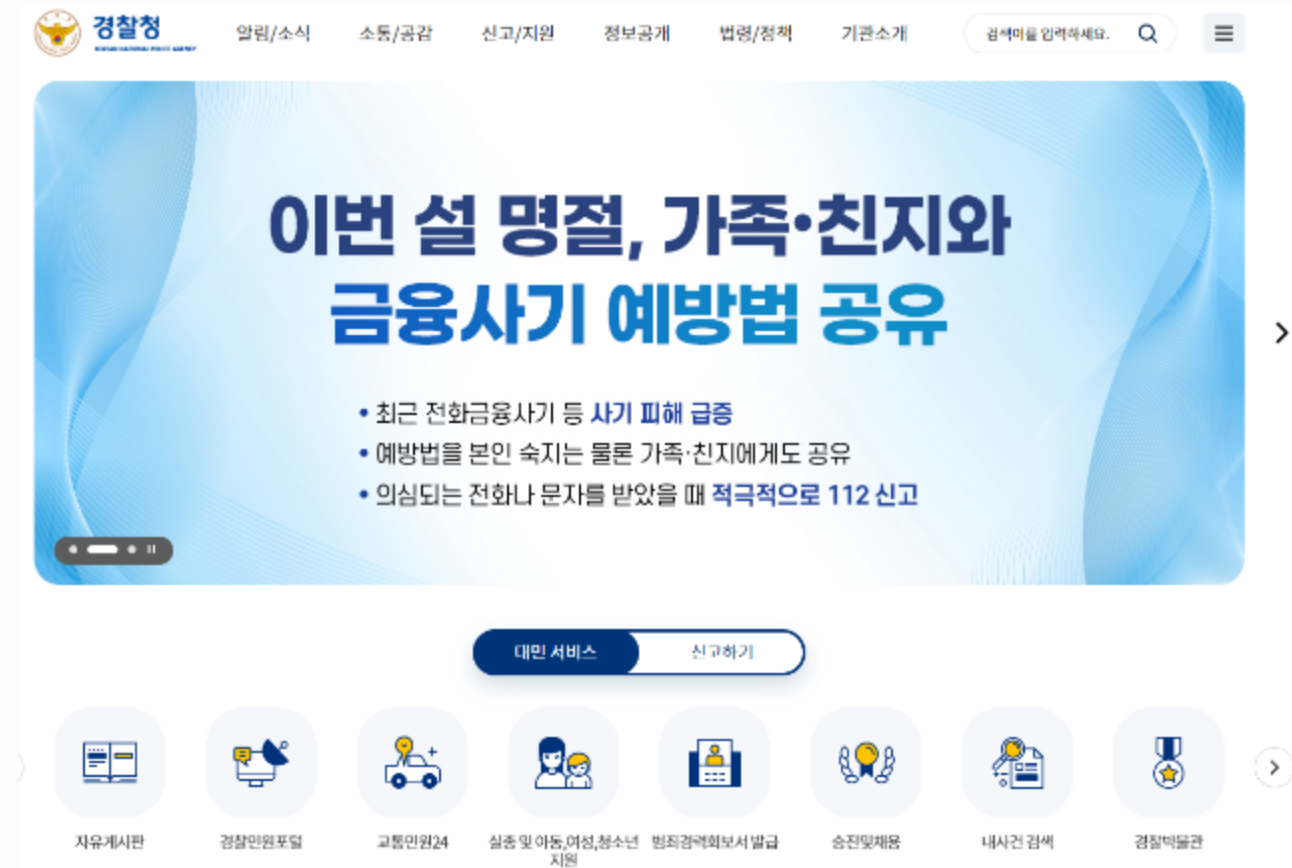 경찰청
KOREAN NATIONAL POLICE AGENCY
알림/소식
소통/공감
신고/지원
정보공개
법령/정책
기관소개
검색어를 입력하세요.
이번 설 명절, 가족·친지와
금융사기 예방법 공유
• 최근 전화금융사기 등 사기 피해 급증
• 예방법을 본인 숙지는 물론 가족·친지에게도 공유
• 의심되는 전화나 문자를 받았을 때 적극적으로 112 신고
대민 서비스
신고하기
자유게시판
경찰민원포털
교통민원24
실종 및 아동,여성,청소년
지원
범죄경력회보서 발급
승진및채용
내사건 검색
경찰박물관